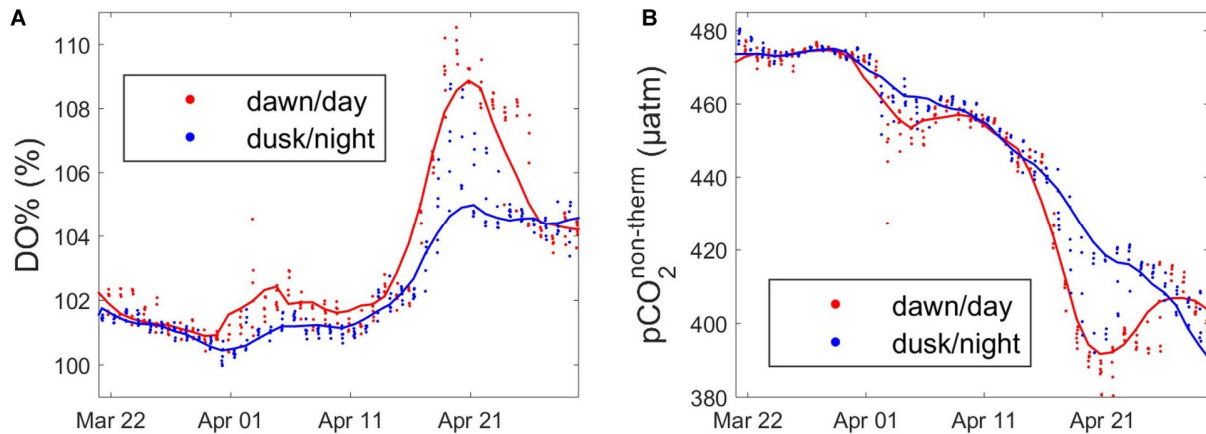 A
DO% (%)
110
108
106
104
102
100
dawn/day
dusk/night
Mar 22 Apr 01 Apr 11 Apr 21
B
pCO₂ⁿᵒⁿ⁻ᵗʰᵉʳᵐ (µatm)
480
460
440
420
400
380
dawn/day
dusk/night
Mar 22 Apr 01 Apr 11 Apr 21